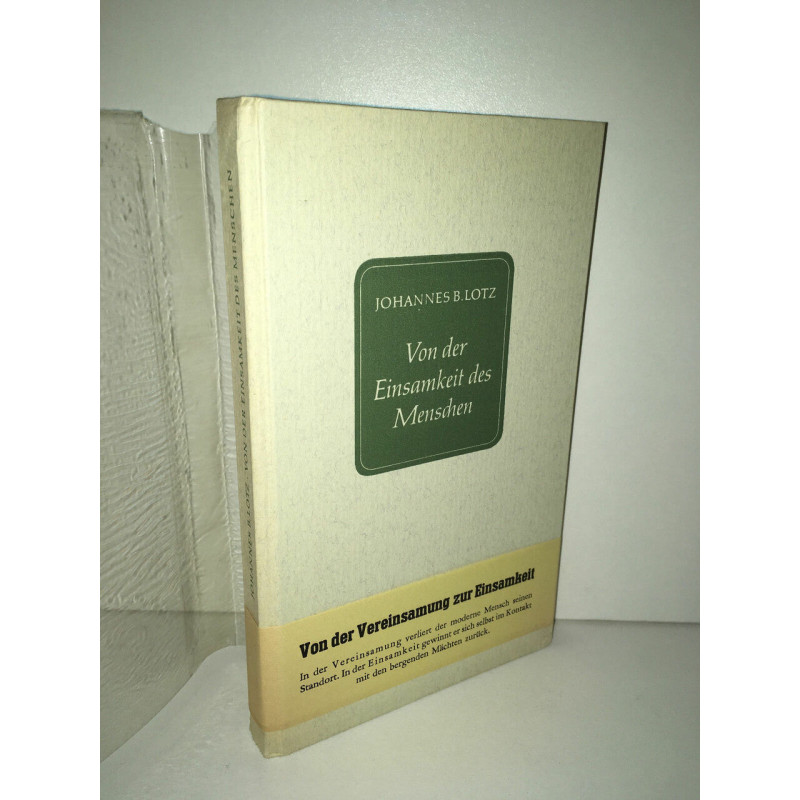 JOHANNES B. LOTZ · VON DER EINSAMKEIT DES MENSCHEN
JOHANNES B. LOTZ
Von der
Einsamkeit des
Menschen
Von der Vereinsamung zur Einsamkeit
In der Vereinsamung verliert der moderne Mensch seinen
Standort. In der Einsamkeit gewinnt er sich selbst im Kontakt
mit den bergenden Mächten zurück.